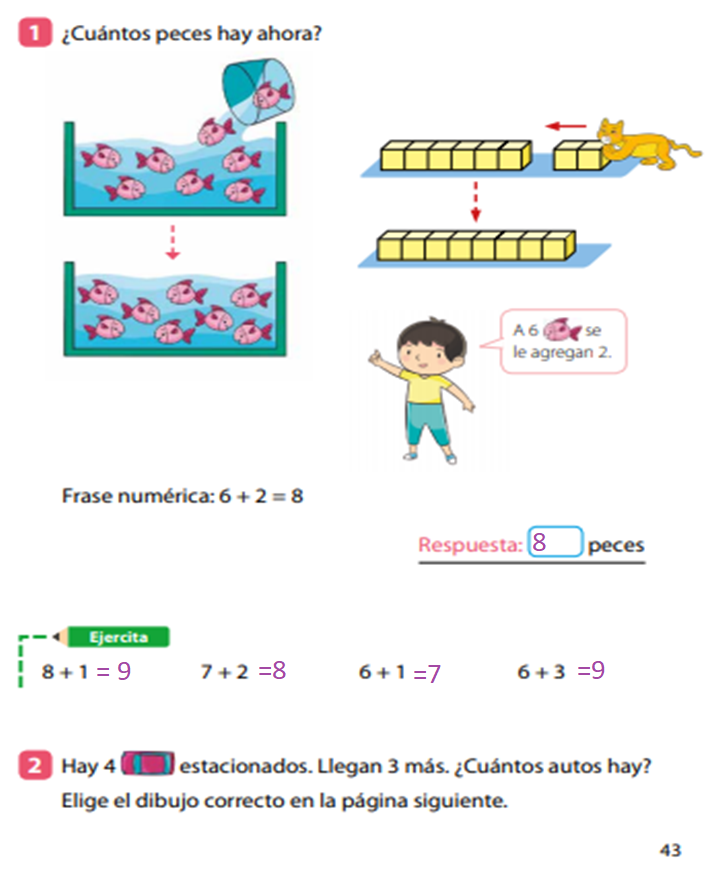 1 ¿Cuántos peces hay ahora?
A 6 se
le agregan 2.
Frase numérica: 6 + 2 = 8
Respuesta: 8 peces
Ejercita
8 + 1 = 9 7 + 2 =8 6 + 1 =7 6 + 3 =9
2 Hay 4 estacionados. Llegan 3 más. ¿Cuántos autos hay?
Elige el dibujo correcto en la página siguiente.
43